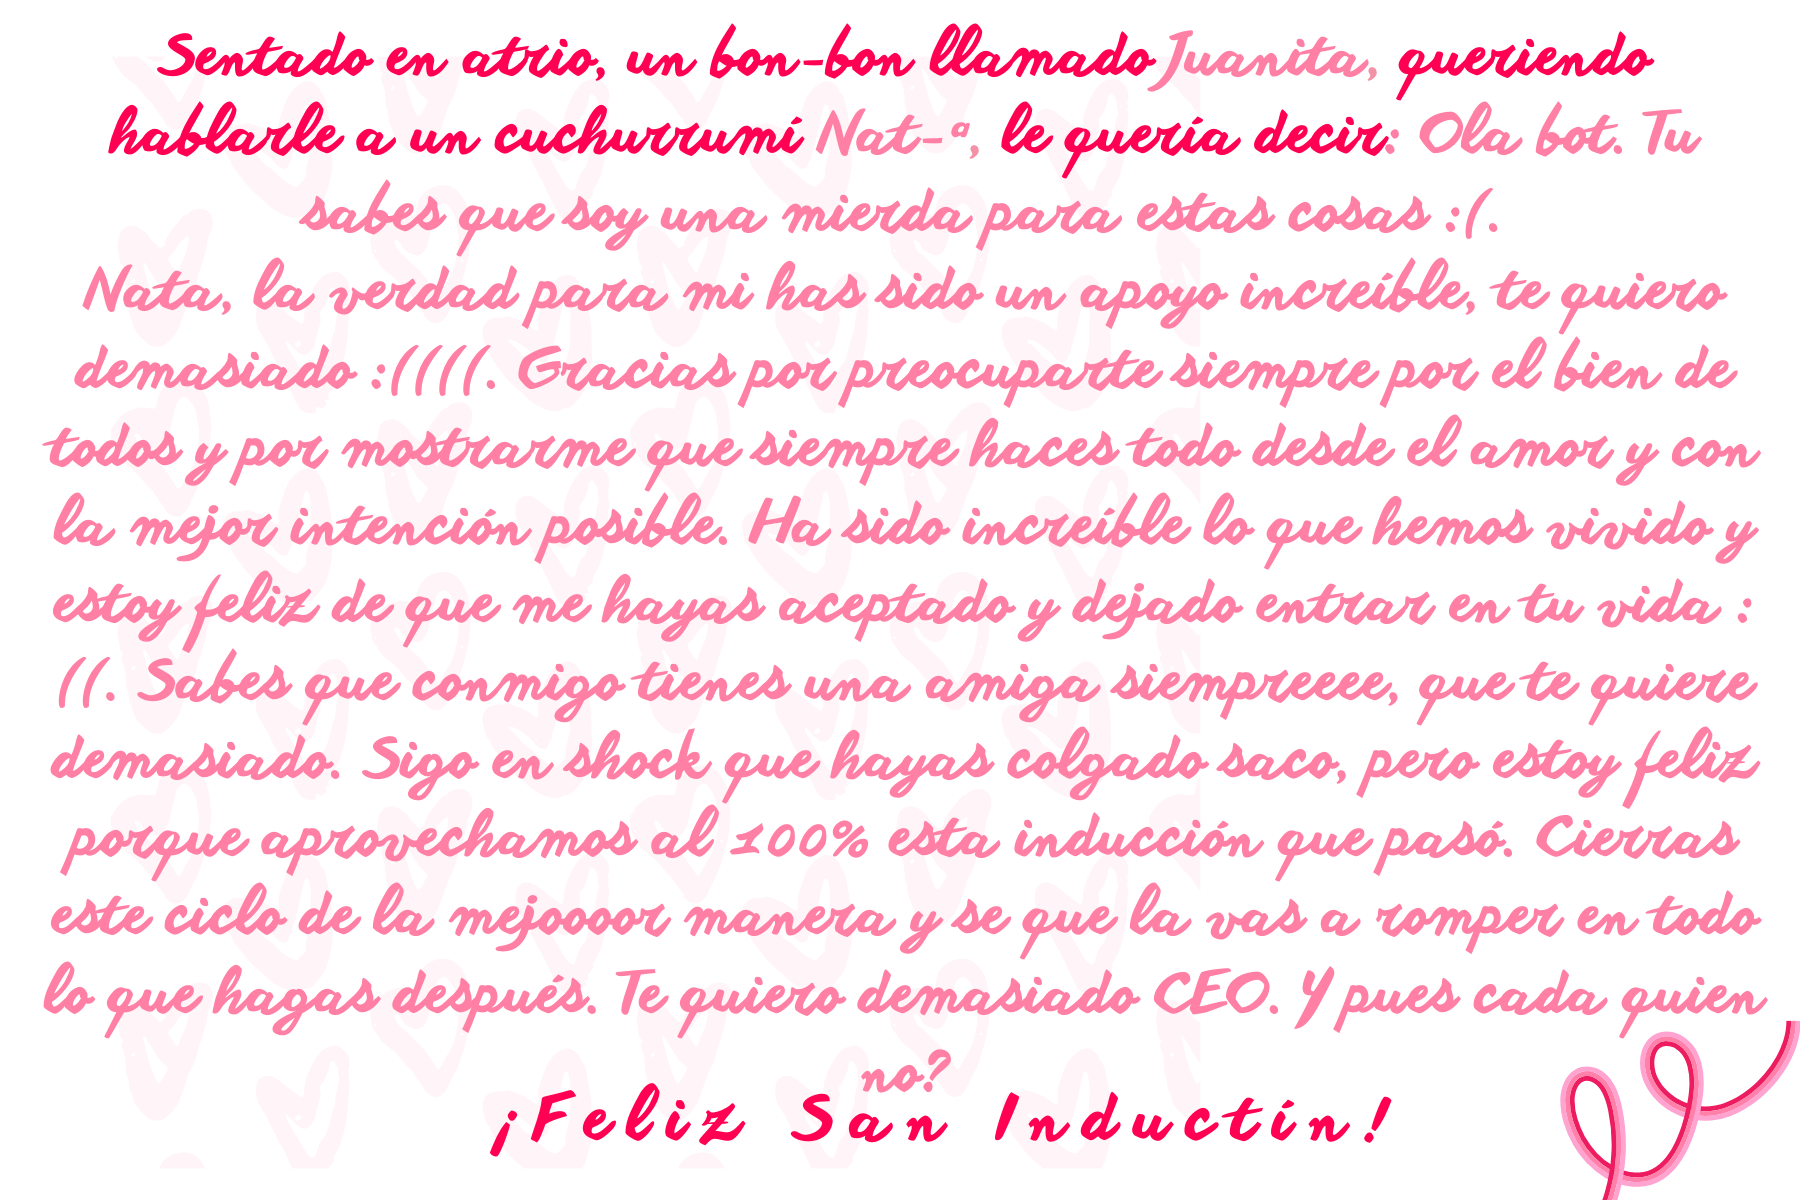 Sentado en atrio, un bon-bon llamado Juanita, queriendo
hablarle a un cuchurrumí Nat-ª, le quería decir: Ola bot. Tu
sabes que soy una mierda para estas cosas :(.
Nata, la verdad para mi has sido un apoyo increíble, te quiero
demasiado :((((. Gracias por preocuparte siempre por el bien de
todos y por mostrarme que siempre haces todo desde el amor y con
la mejor intención posible. Ha sido increíble lo que hemos vivido y
estoy feliz de que me hayas aceptado y dejado entrar en tu vida :
((. Sabes que conmigo tienes una amiga siempreeee, que te quiere
demasiado. Sigo en shock que hayas colgado saco, pero estoy feliz
porque aprovechamos al 100% esta inducción que pasó. Cierras
este ciclo de la mejoooor manera y se que la vas a romper en todo
lo que hagas después. Te quiero demasiado CEO. Y pues cada quien
no?
¡Feliz San Inductín!